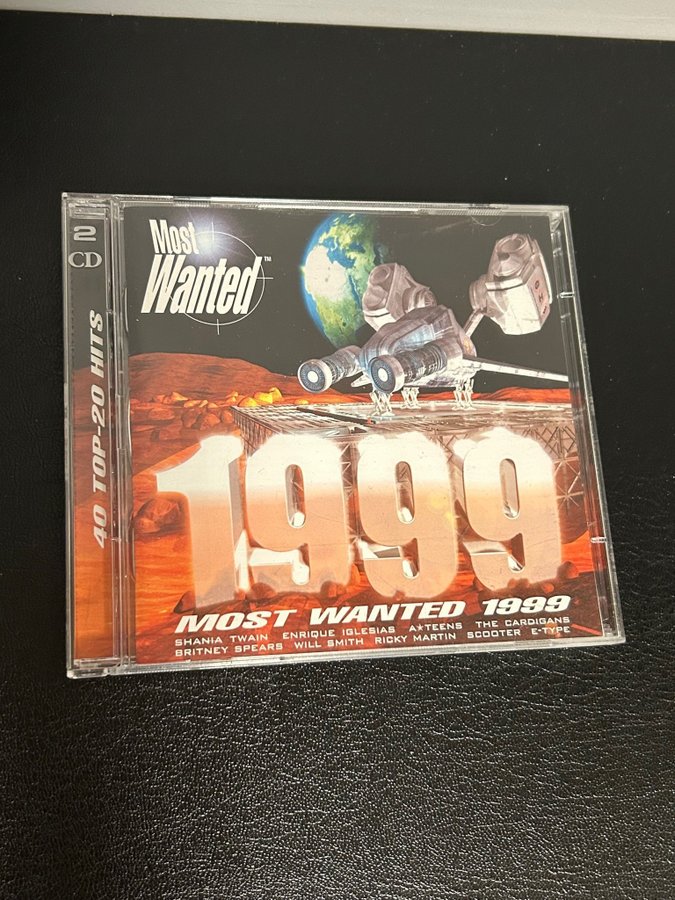 2
CD
40 TOP-20 HITS
Most
Wanted™
1999
MOST WANTED 1999
SHANIA TWAIN ENRIQUE IGLESIAS A★TEENS THE CARDIGANS
BRITNEY SPEARS WILL SMITH RICKY MARTIN SCOOTER E-TYPE